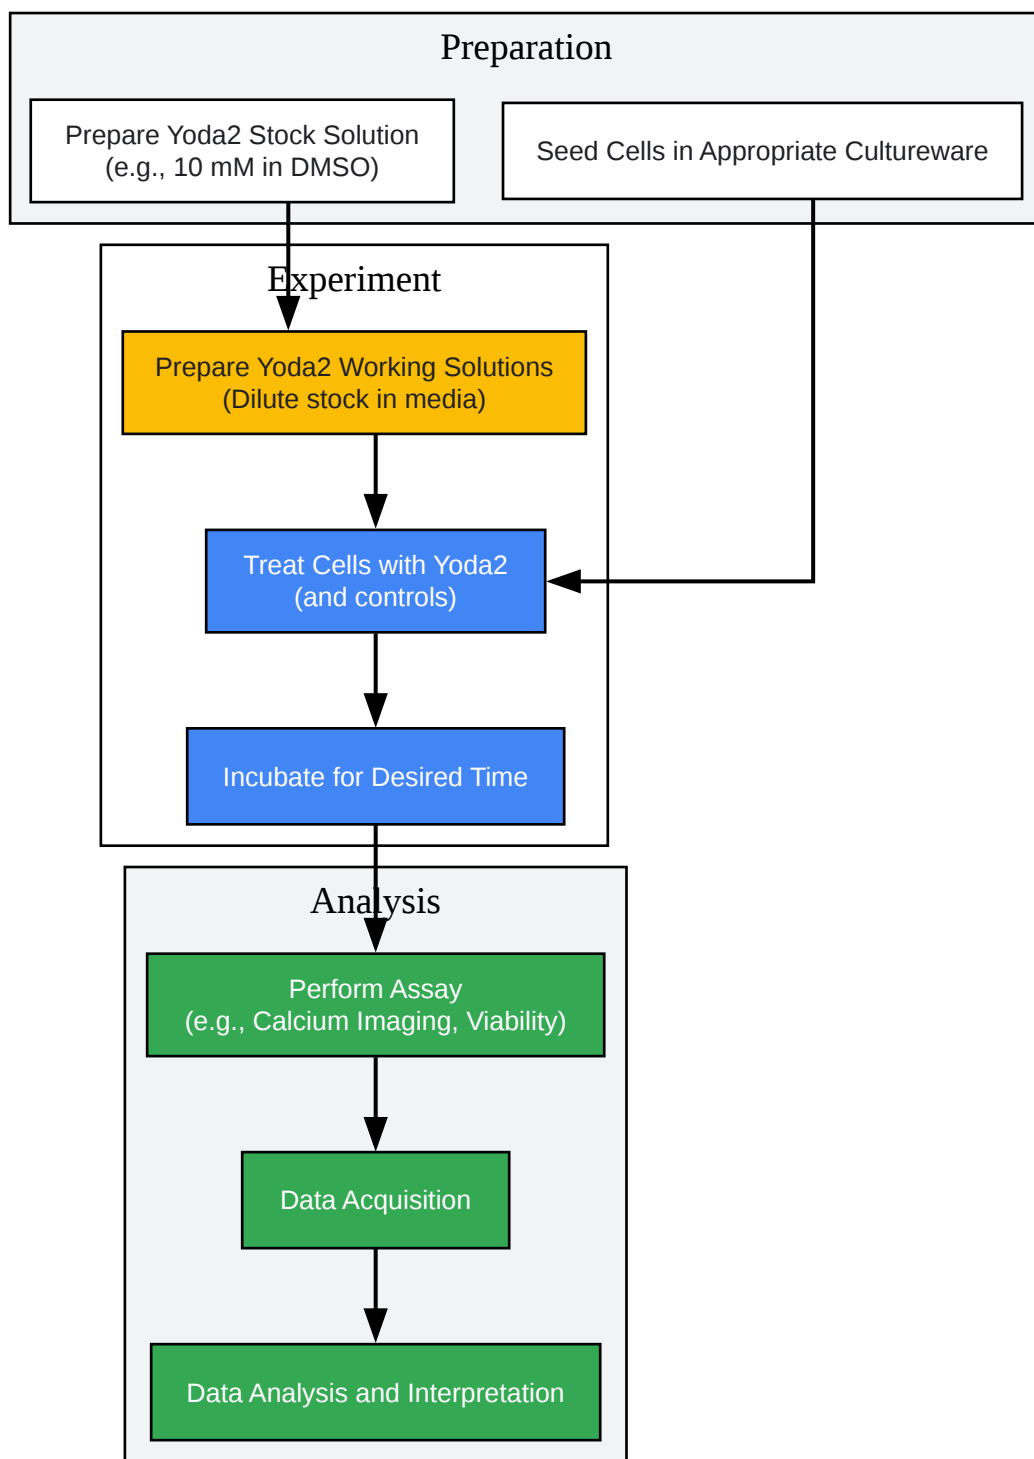 Preparation
Prepare Yoda2 Stock Solution
(e.g., 10 mM in DMSO)
Seed Cells in Appropriate Cultureware
Experiment
Prepare Yoda2 Working Solutions
(Dilute stock in media)
Treat Cells with Yoda2
(and controls)
Incubate for Desired Time
Analysis
Perform Assay
(e.g., Calcium Imaging, Viability)
Data Acquisition
Data Analysis and Interpretation